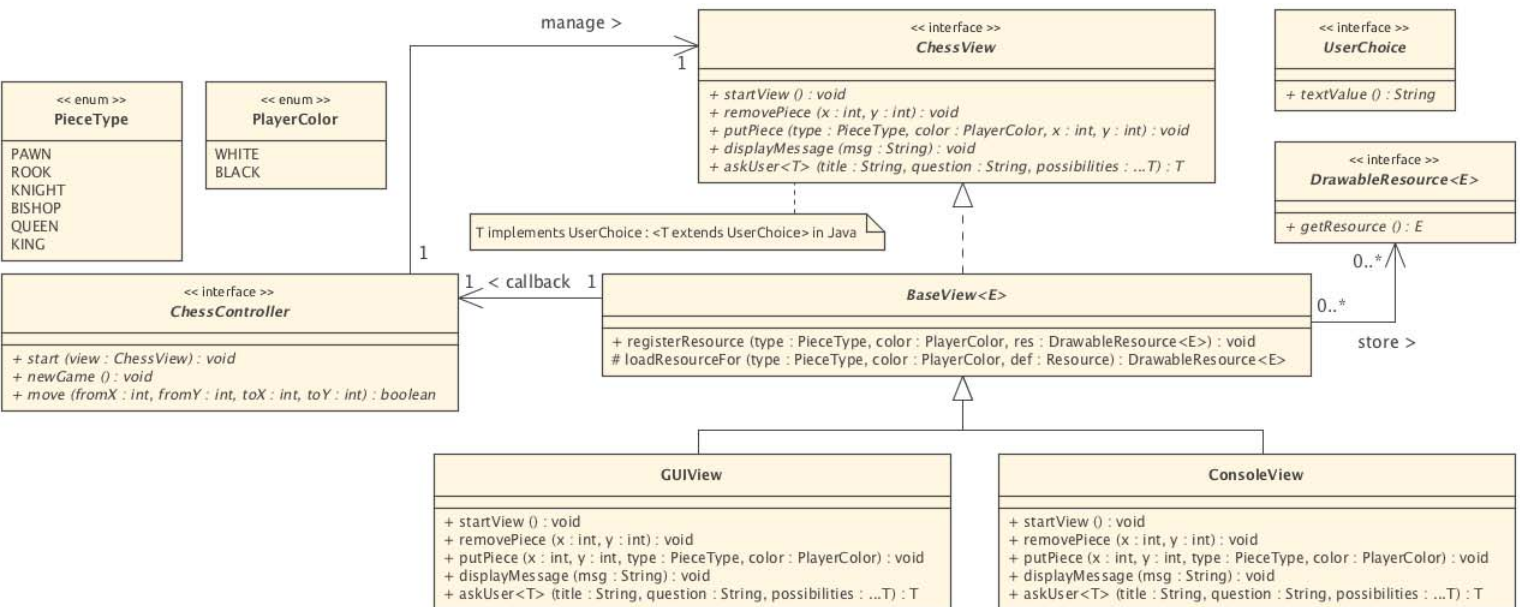 manage >
1
<< interface >>
ChessView
+ startView () : void
+ removePiece (x : int, y : int) : void
+ putPiece (type : PieceType, color : PlayerColor, x : int, y : int) : void
+ displayMessage (msg : String) : void
+ askUser<T> (title : String, question : String, possibilities : ...T) : T
<< interface >>
UserChoice
+ textValue () : String
<< enum >>
PieceType
PAWN
ROOK
KNIGHT
BISHOP
QUEEN
KING
<< enum >>
PlayerColor
WHITE
BLACK
<< interface >>
DrawableResource<E>
+ getResource () : E
T implements UserChoice : <T extends UserChoice> in Java
1
0..*
<< interface >>
ChessController
+ start (view : ChessView) : void
+ newGame () : void
+ move (fromX : int, fromY : int, toX : int, toY : int) : boolean
1 < callback 1
BaseView<E>
+ registerResource (type : PieceType, color : PlayerColor, res : DrawableResource<E>) : void
# loadResourceFor (type : PieceType, color : PlayerColor, def : Resource) : DrawableResource<E>
0..*
store >
GUIView
+ startView () : void
+ removePiece (x : int, y : int) : void
+ putPiece (x : int, y : int, type : PieceType, color : PlayerColor) : void
+ displayMessage (msg : String) : void
+ askUser<T> (title : String, question : String, possibilities : ...T) : T
ConsoleView
+ startView () : void
+ removePiece (x : int, y : int) : void
+ putPiece (x : int, y : int, type : PieceType, color : PlayerColor) : void
+ displayMessage (msg : String) : void
+ askUser<T> (title : String, question : String, possibilities : ...T) : T